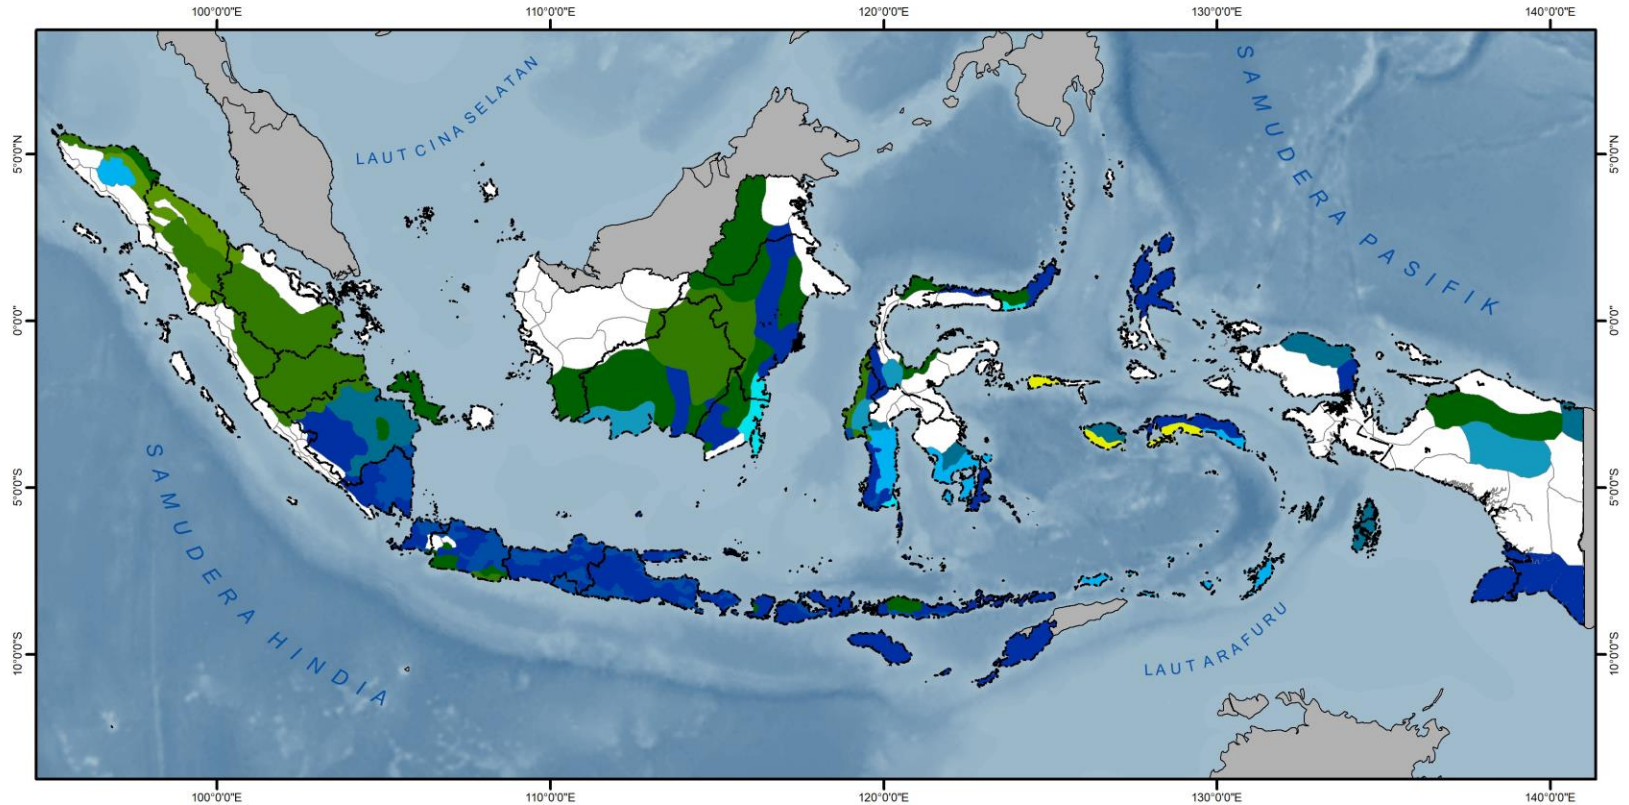 100°0'0"E
110°0'0"E
120°0'0"E
130°0'0"E
140°0'0"E
5°0'0"N
0°0'0"
5°0'0"S
10°0'0"S
LAUT CINA SELATAN
SAMUDERA PASIFIK
SAMUDERA HINDIA
LAUT ARAFURU
5°0'0"N
0°0'0"
5°0'0"S
10°0'0"S
100°0'0"E
110°0'0"E
120°0'0"E
130°0'0"E
140°0'0"E